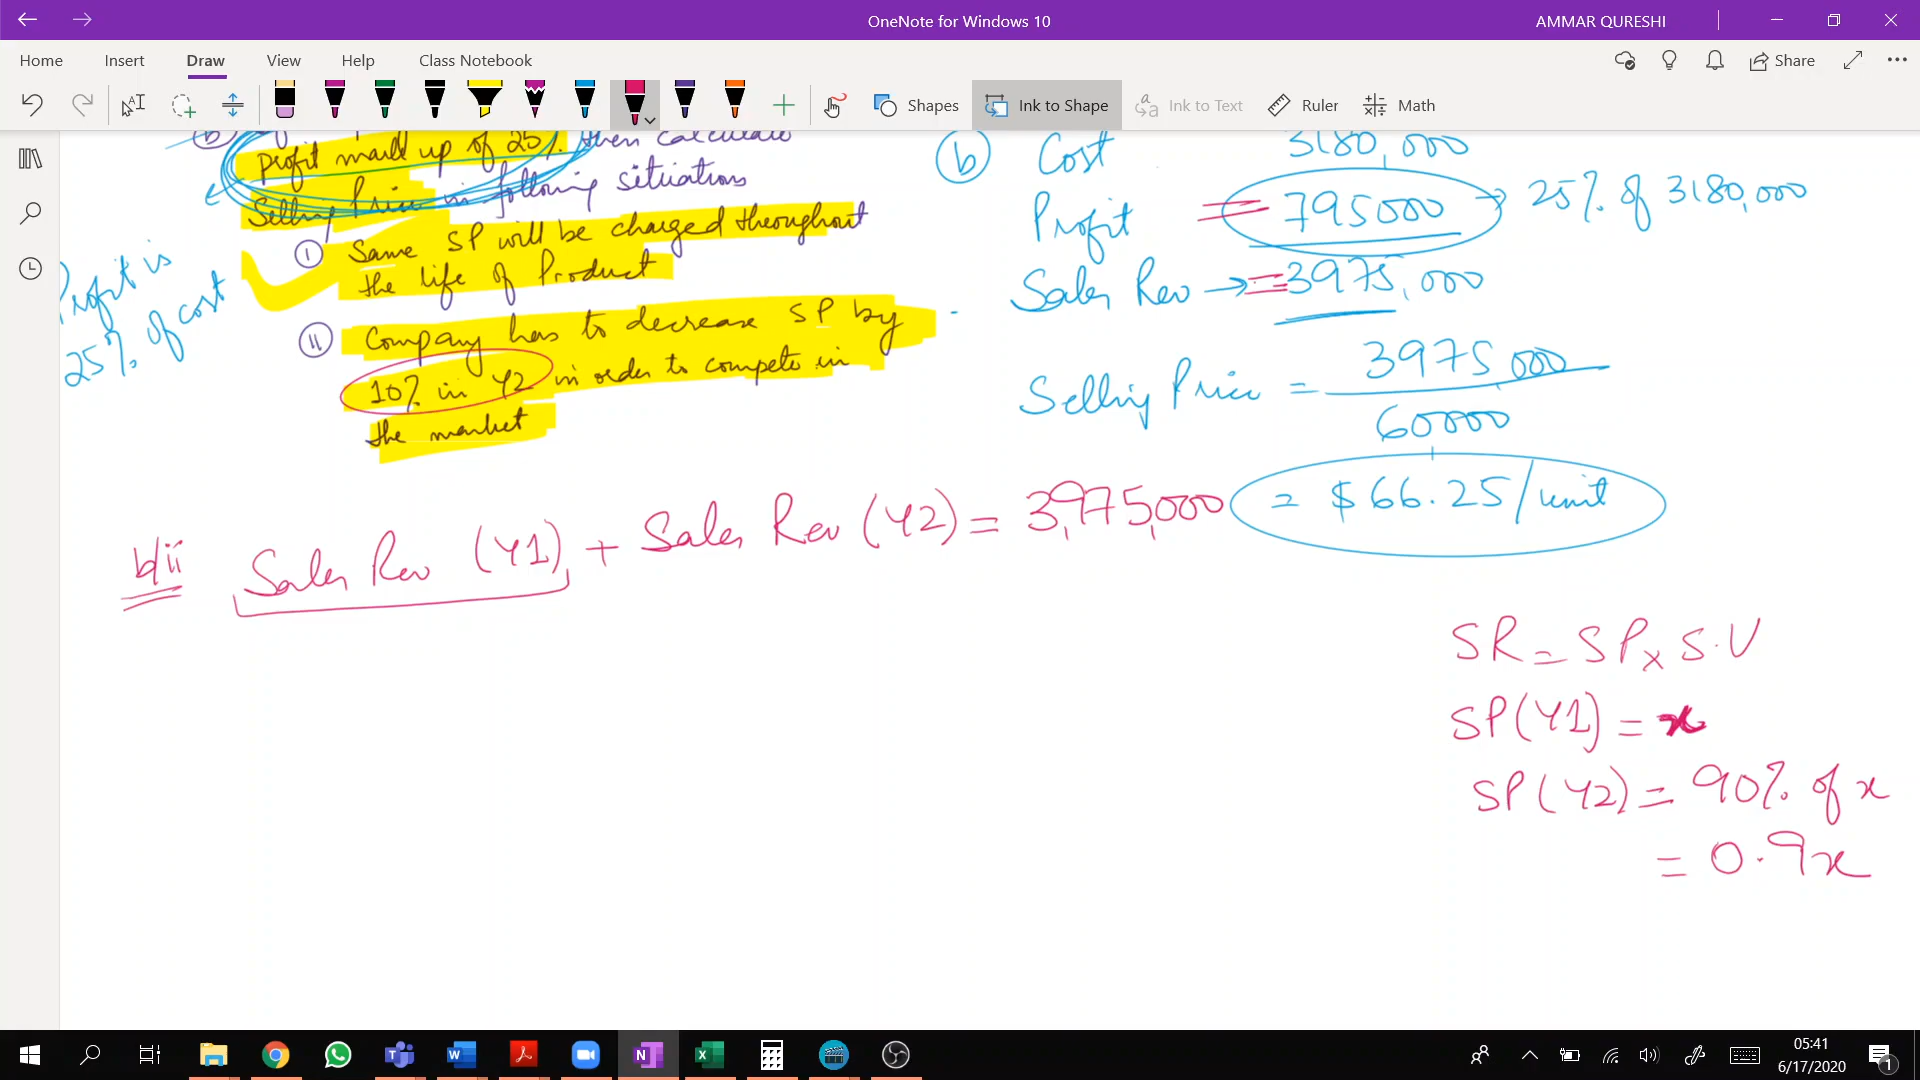 OneNote for Windows 10
AMMAR QURESHI
Home Insert Draw View Help Class Notebook
Share
Shapes Ink to Shape Ink to Text Ruler Math
(b)
Profit mark up of 25% then calculate
Selling Price in following situations
(i) Same SP will be charged throughout
the life of Product
(ii) Company has to decrease SP by
10% in Y2 in order to compete in
the market
Profit is
25% of cost
(b) Cost 3180,000
Profit = 795000 → 25% of 3180,000
Sales Rev → = 3975,000
Selling Price = 3975,000
60000
= $66.25/unit
b/ii Sales Rev (Y1) + Sales Rev (Y2) = 3,975,000
SR = SP x S.V
SP(Y1) = x
SP(Y2) = 90% of x
= 0.9x
05:41
6/17/2020
1